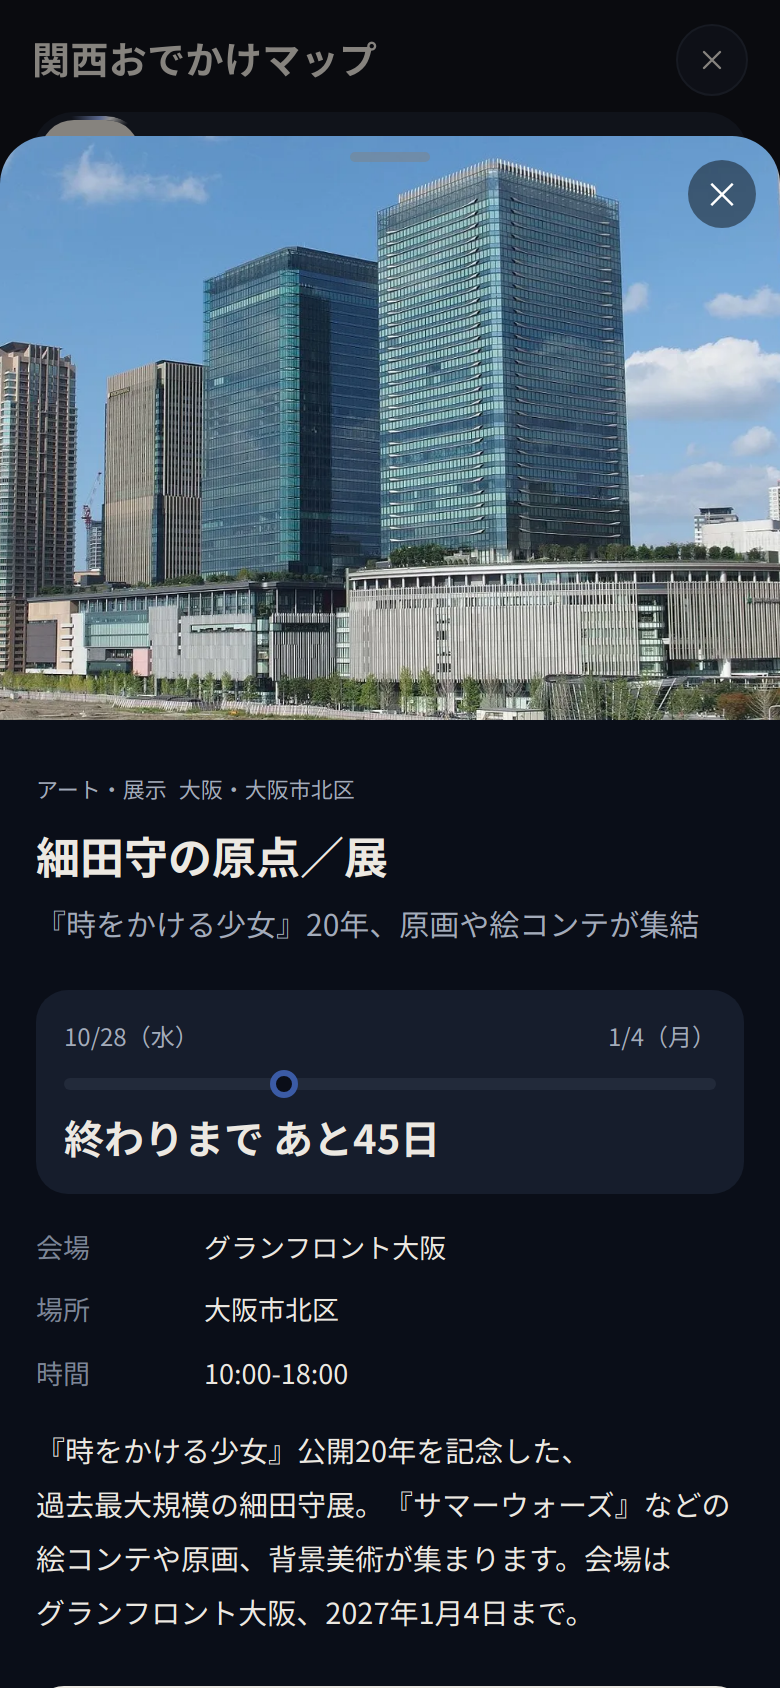 関西おでかけマップ
アート・展示 大阪・大阪市北区
細田守の原点／展
『時をかける少女』20年、原画や絵コンテが集結
10/28（水）
1/4（月）
終わりまで あと45日
会場 グランフロント大阪
場所 大阪市北区
時間 10:00-18:00
『時をかける少女』公開20年を記念した、
過去最大規模の細田守展。『サマーウォーズ』などの
絵コンテや原画、背景美術が集まります。会場は
グランフロント大阪、2027年1月4日まで。